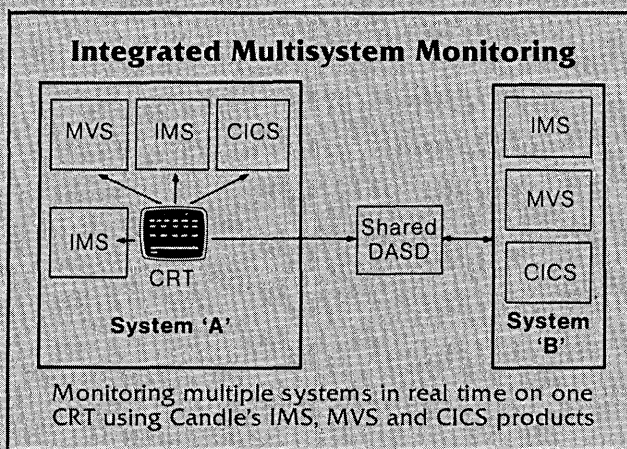 Integrated Multisystem Monitoring
MVS
IMS
CICS
IMS
CRT
System 'A'
Shared
DASD
IMS
MVS
CICS
System
'B'
Monitoring multiple systems in real time on one
CRT using Candle's IMS, MVS and CICS products